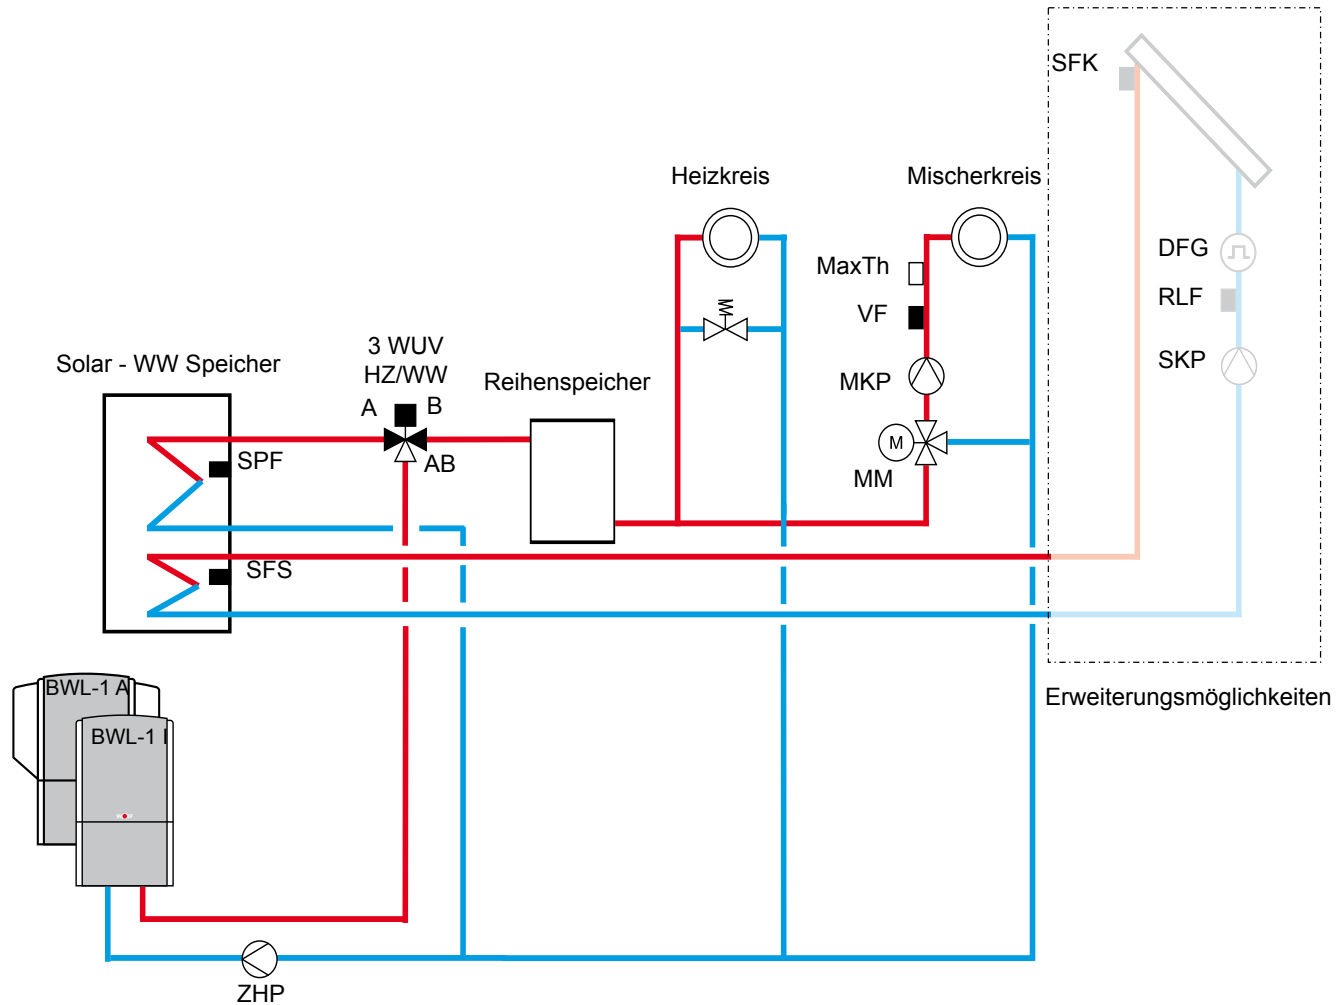 SFK
Heizkreis
Mischerkreis
DFG
MaxTh
RLF
VF
3 WUV
HZ/WW
Solar - WW Speicher
Reihenspeicher
MKP
SKP
A
B
SPF
AB
M
MM
SFS
BWL-1 A
BWL-1 I
Erweiterungsmöglichkeiten
ZHP